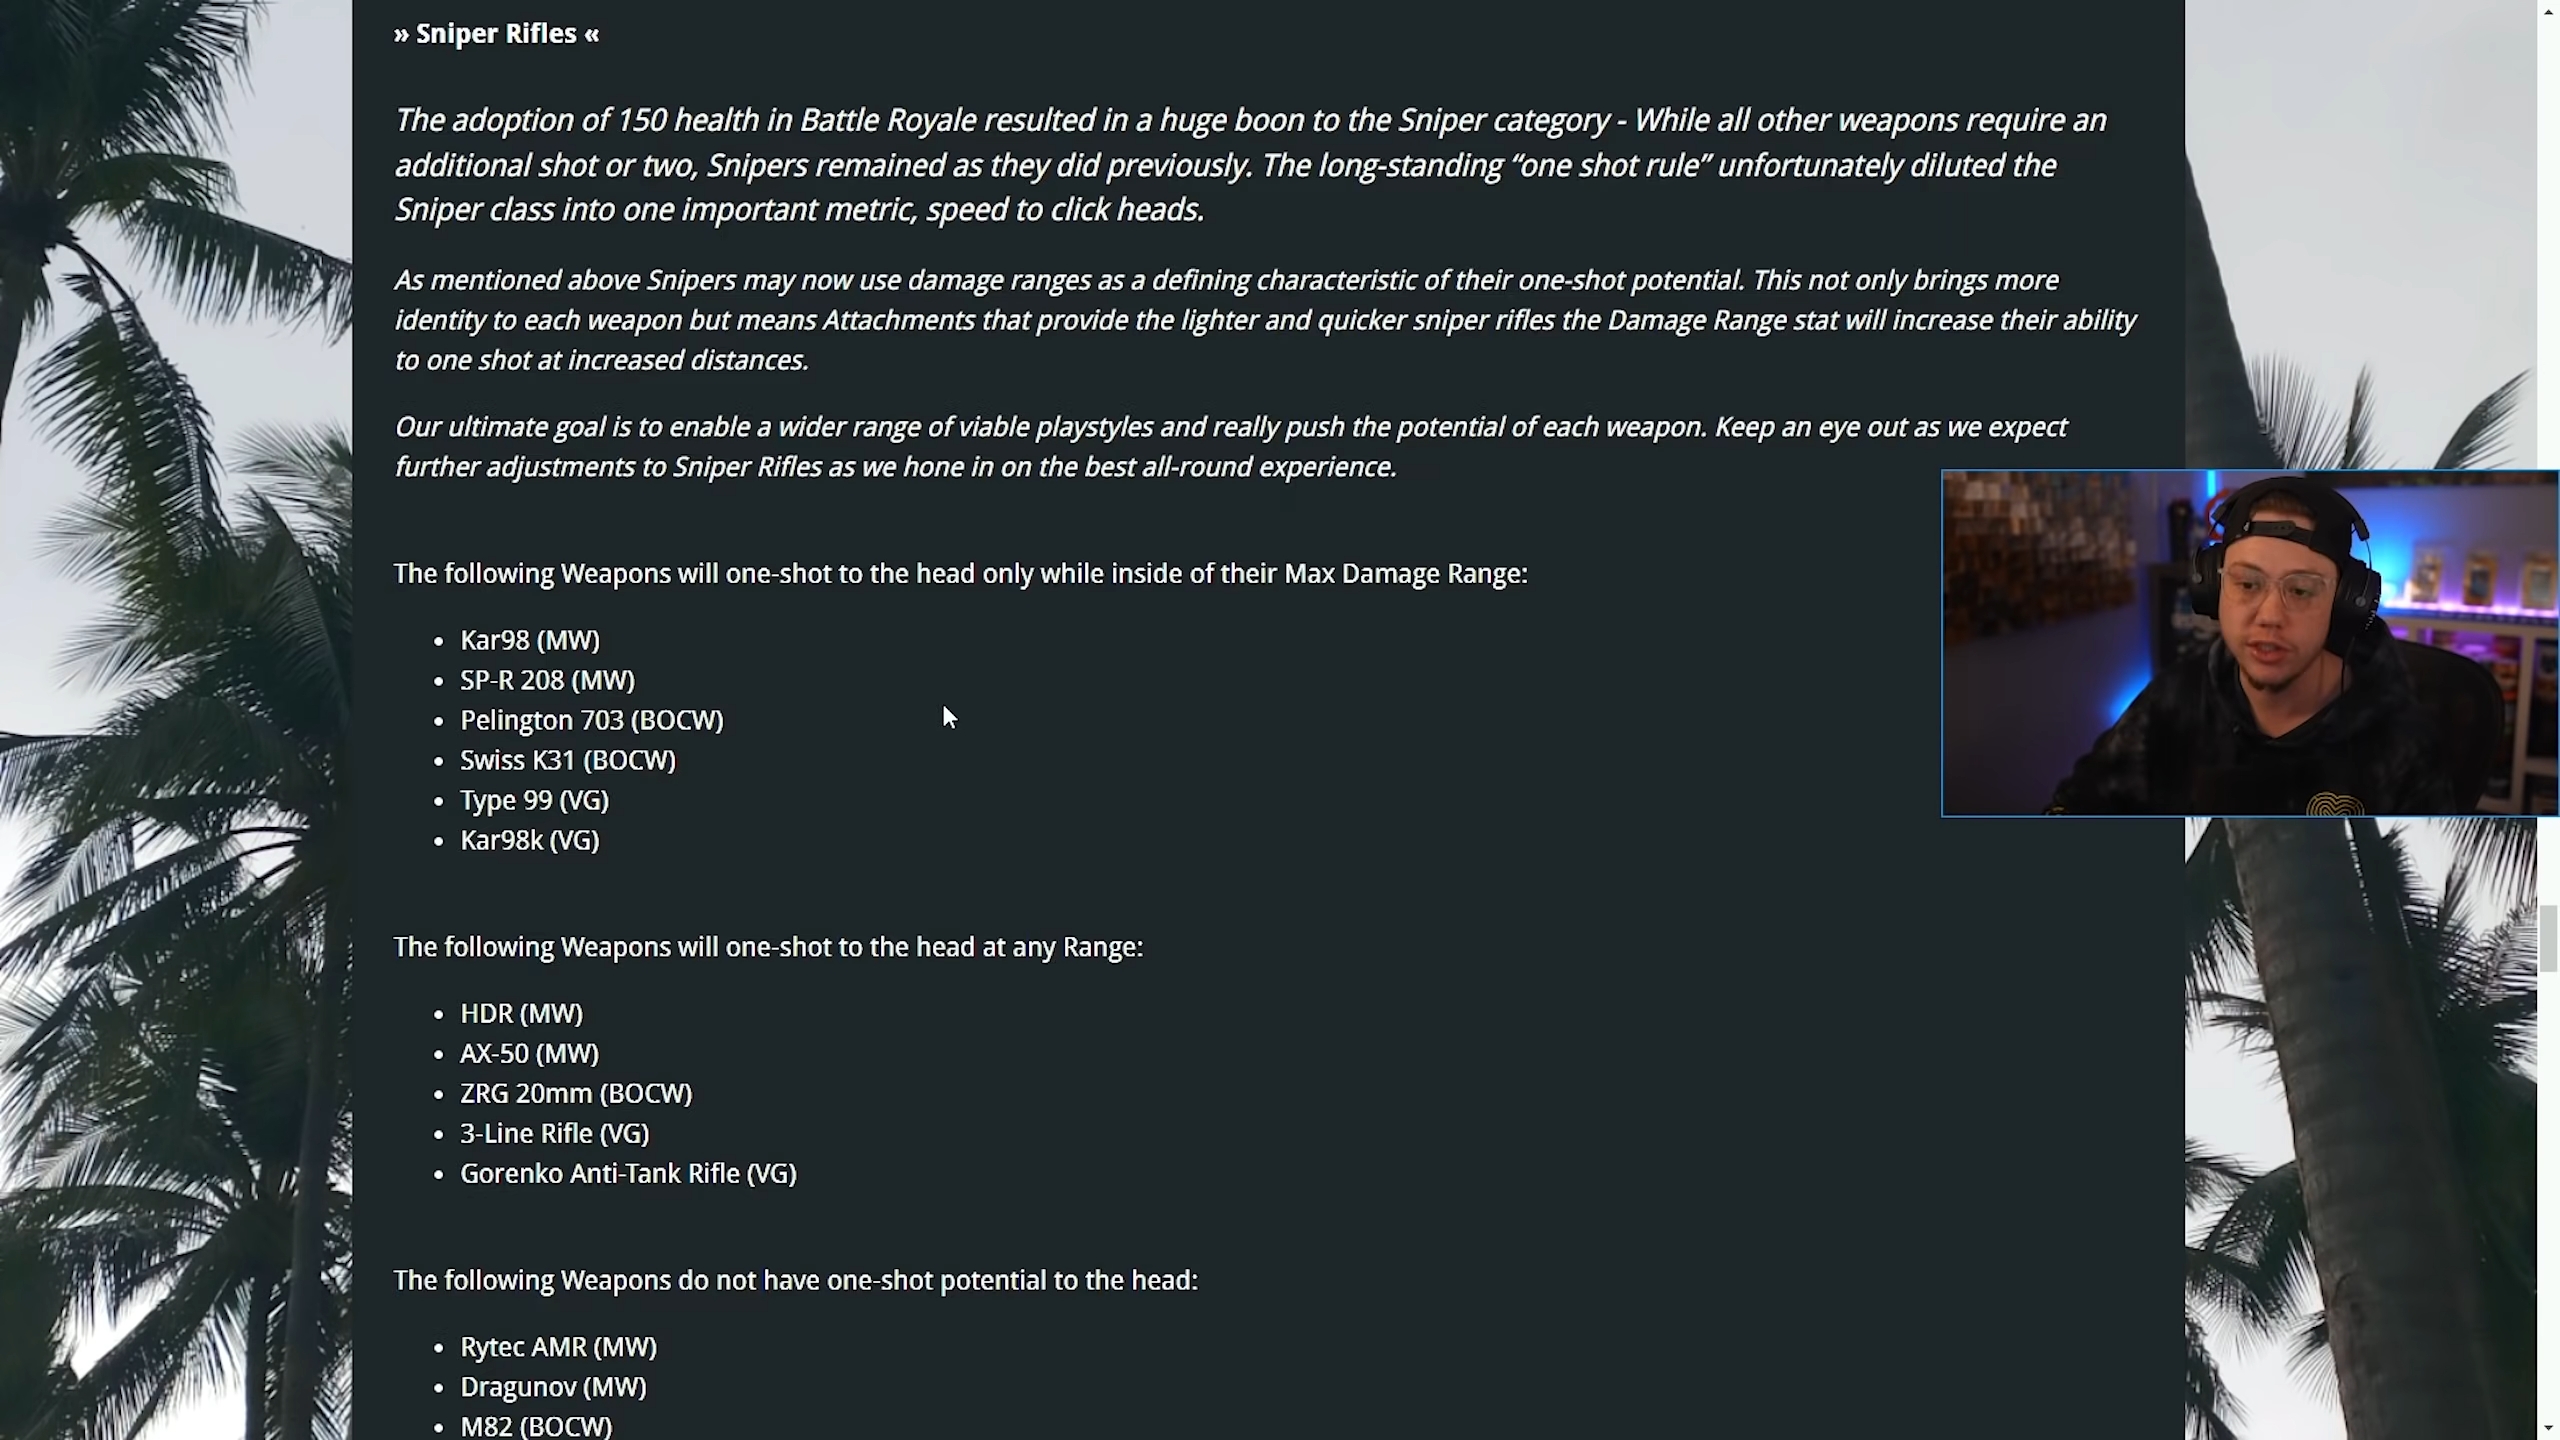 » Sniper Rifles «
The adoption of 150 health in Battle Royale resulted in a huge boon to the Sniper category - While all other weapons require an
additional shot or two, Snipers remained as they did previously. The long-standing “one shot rule” unfortunately diluted the
Sniper class into one important metric, speed to click heads.
As mentioned above Snipers may now use damage ranges as a defining characteristic of their one-shot potential. This not only brings more
identity to each weapon but means Attachments that provide the lighter and quicker sniper rifles the Damage Range stat will increase their ability
to one shot at increased distances.
Our ultimate goal is to enable a wider range of viable playstyles and really push the potential of each weapon. Keep an eye out as we expect
further adjustments to Sniper Rifles as we hone in on the best all-round experience.
The following Weapons will one-shot to the head only while inside of their Max Damage Range:
• Kar98 (MW)
• SP-R 208 (MW)
• Pelington 703 (BOCW)
• Swiss K31 (BOCW)
• Type 99 (VG)
• Kar98k (VG)
The following Weapons will one-shot to the head at any Range:
• HDR (MW)
• AX-50 (MW)
• ZRG 20mm (BOCW)
• 3-Line Rifle (VG)
• Gorenko Anti-Tank Rifle (VG)
The following Weapons do not have one-shot potential to the head:
• Rytec AMR (MW)
• Dragunov (MW)
• M82 (BOCW)